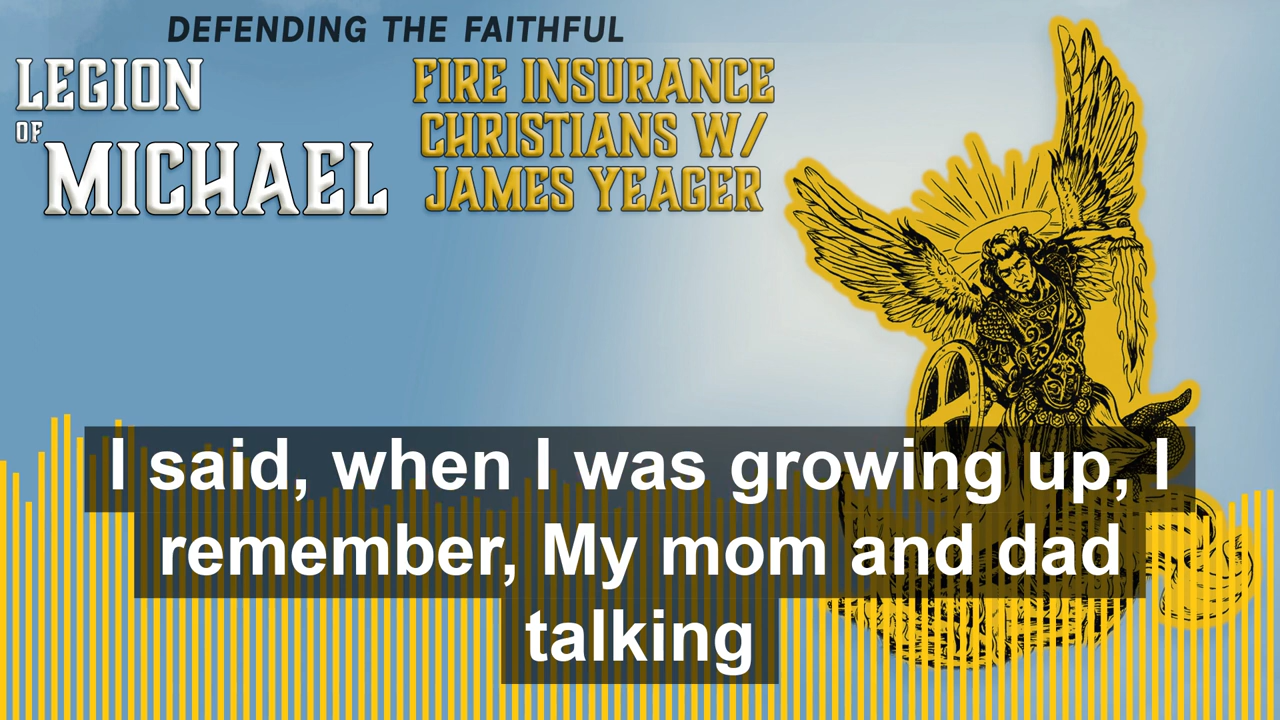 DEFENDING THE FAITHFUL
LEGION
OF
MICHAEL
FIRE INSURANCE
CHRISTIANS W/
JAMES YEAGER
I said, when I was growing up, I
remember, My mom and dad
talking